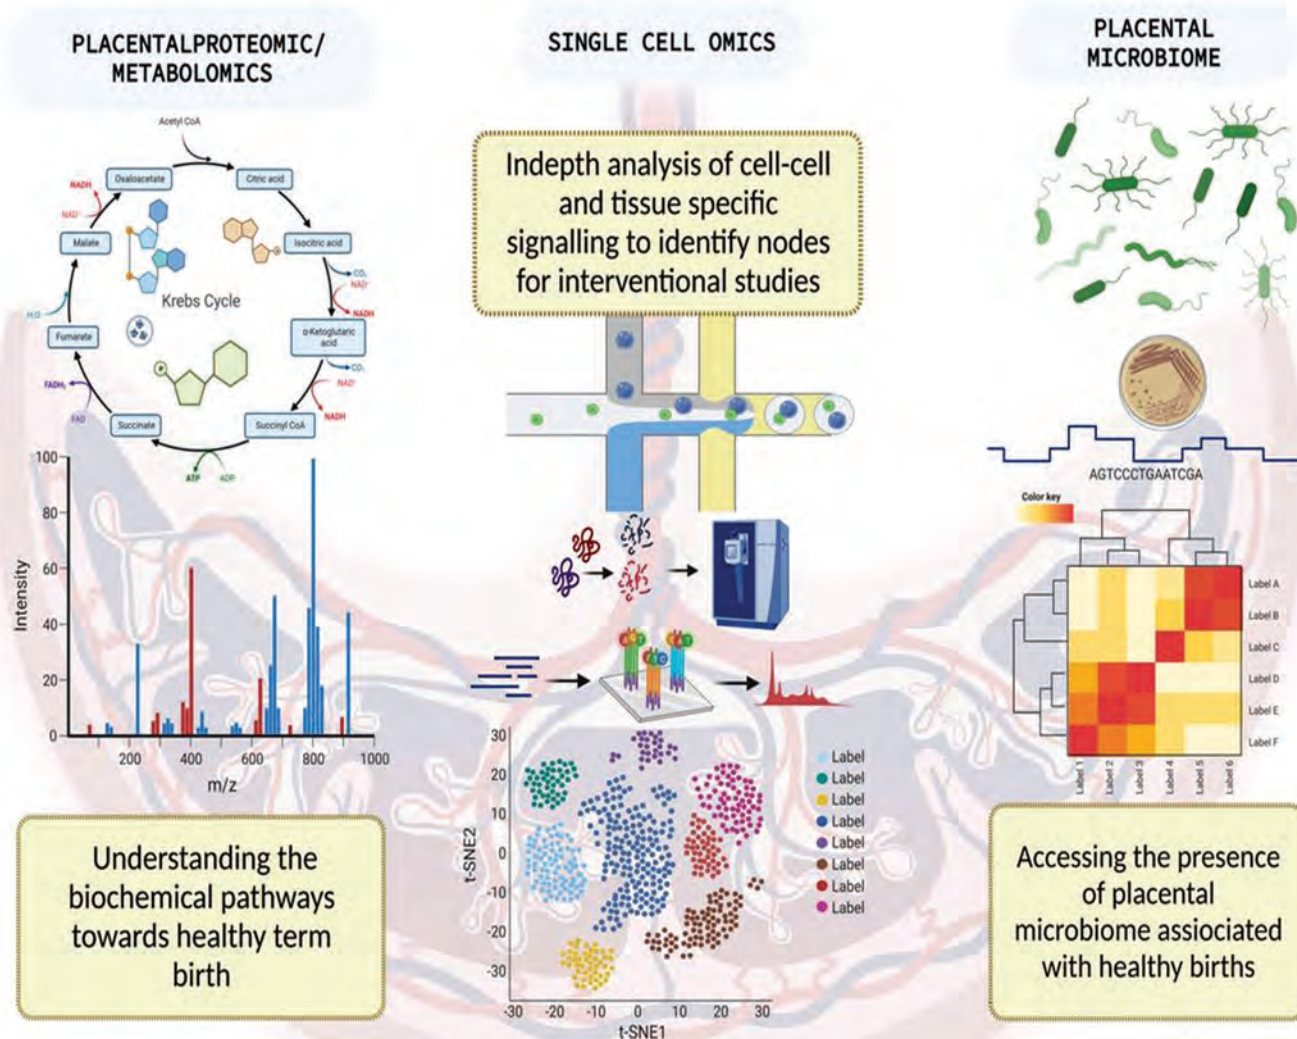 PLACENTALPROTEOMIC/
METABOLOMICS
Acetyl CoA
Oxaloacetate
Citric acid
NADH
NAD⁺
Malate
Isocitric acid
CO₂
NAD⁺
NADH
Krebs Cycle
H₂O
Fumarate
α-Ketoglutaric
acid
CO₂
NAD⁺
NADH
FADH₂
FAD
Succinate
Succinyl CoA
ATP
ADP
Intensity
100
80
60
40
20
0
200
400
600
800
1000
m/z
Understanding the
biochemical pathways
towards healthy term
birth
SINGLE CELL OMICS
Indepth analysis of cell-cell
and tissue specific
signalling to identify nodes
for interventional studies
t-SNE2
30
20
10
0
-10
-20
-30
-30
-20
-10
0
10
20
30
t-SNE1
Label
Label
Label
Label
Label
Label
Label
Label
PLACENTAL
MICROBIOME
AGTCCCTGAATCGA
Color key
Label A
Label B
Label C
Label D
Label E
Label F
Label 1
Label 2
Label 3
Label 4
Label 5
Label 6
Accessing the presence
of placental
microbiome assiociated
with healthy births